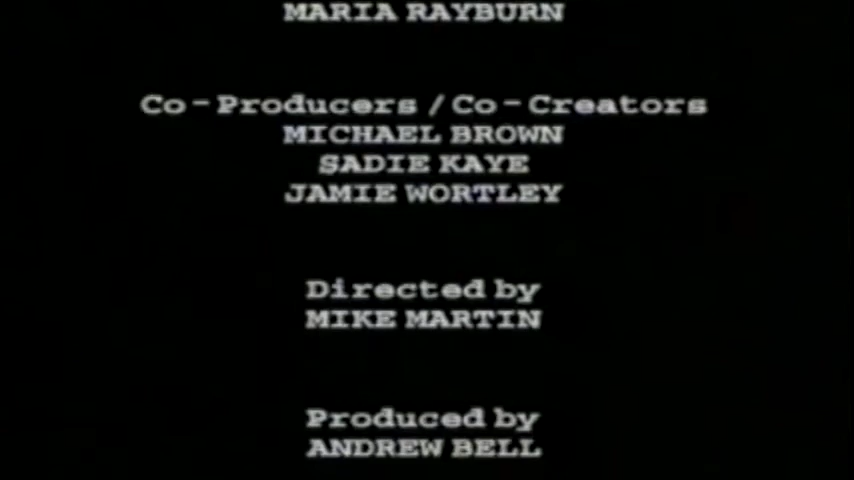 MARIA RAYBURN
Co-Producers / Co-Creators
MICHAEL BROWN
SADIE KAYE
JAMIE WORTLEY
Directed by
MIKE MARTIN
Produced by
ANDREW BELL